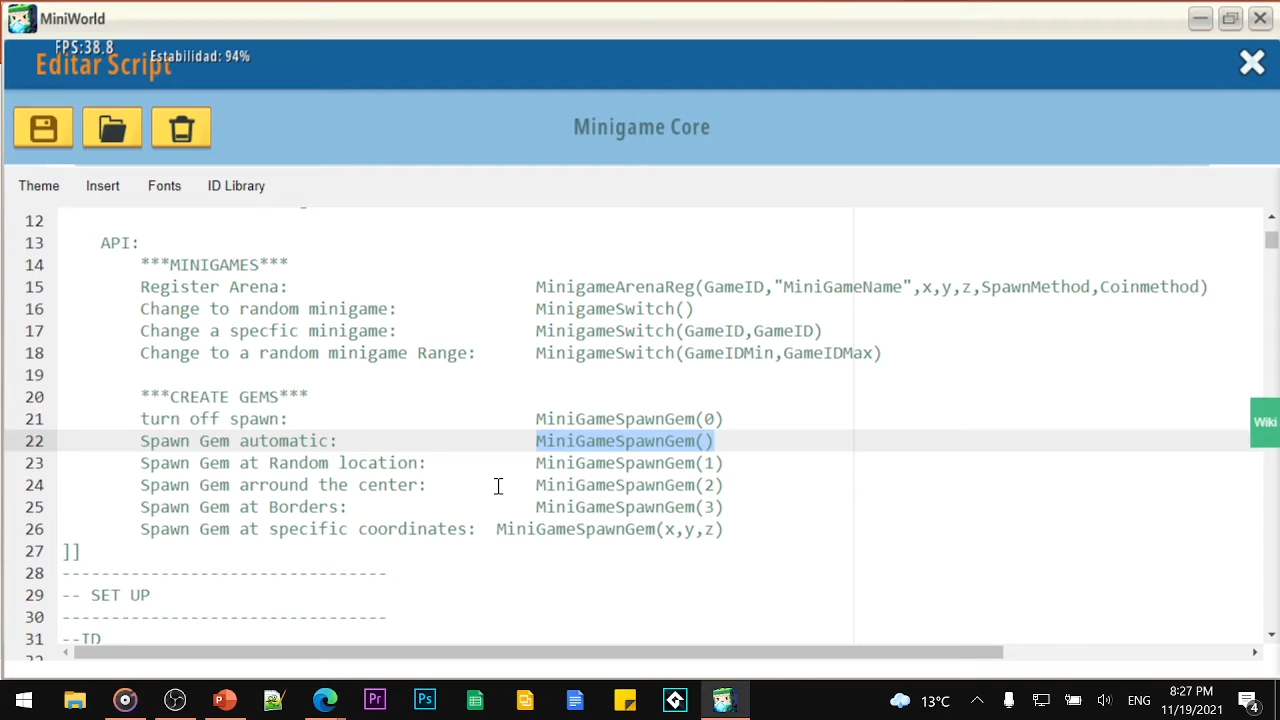 MiniWorld
FPS:38.8
Estabilidad: 94%
Editar Script
Minigame Core
Theme Insert Fonts ID Library
12
13 API:
14 ***MINIGAMES***
15 Register Arena: MinigameArenaReg(GameID,"MiniGameName",x,y,z,SpawnMethod,Coinmethod)
16 Change to random minigame: MinigameSwitch()
17 Change a specfic minigame: MinigameSwitch(GameID,GameID)
18 Change to a random minigame Range: MinigameSwitch(GameIDMin,GameIDMax)
19
20 ***CREATE GEMS***
21 turn off spawn: MiniGameSpawnGem(0)
22 Spawn Gem automatic: MiniGameSpawnGem()
23 Spawn Gem at Random location: MiniGameSpawnGem(1)
24 Spawn Gem arround the center: MiniGameSpawnGem(2)
25 Spawn Gem at Borders: MiniGameSpawnGem(3)
26 Spawn Gem at specific coordinates: MiniGameSpawnGem(x,y,z)
27 ]]
28 ---------------------------------
29 -- SET UP
30 ---------------------------------
31 --ID
Wiki
Pr Ps 13°C ENG 8:27 PM
11/19/2021 4